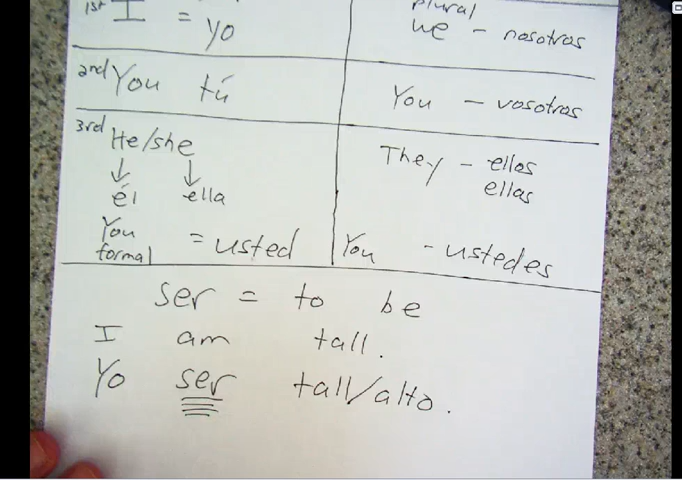 1st I = yo
plural
we - nosotros
2nd You tú
You - vosotros
3rd He/she
él ella
They - ellos
ellas
You
formal = usted
You - ustedes
ser = to be
I am tall.
Yo ser tall/alto.